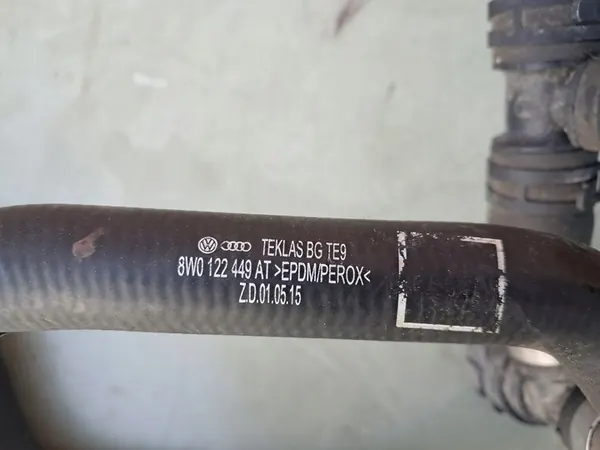 TEKLAS BG TE9
8W0 122 449 AT >EPDM/PEROX<
Z.D.01.05.15